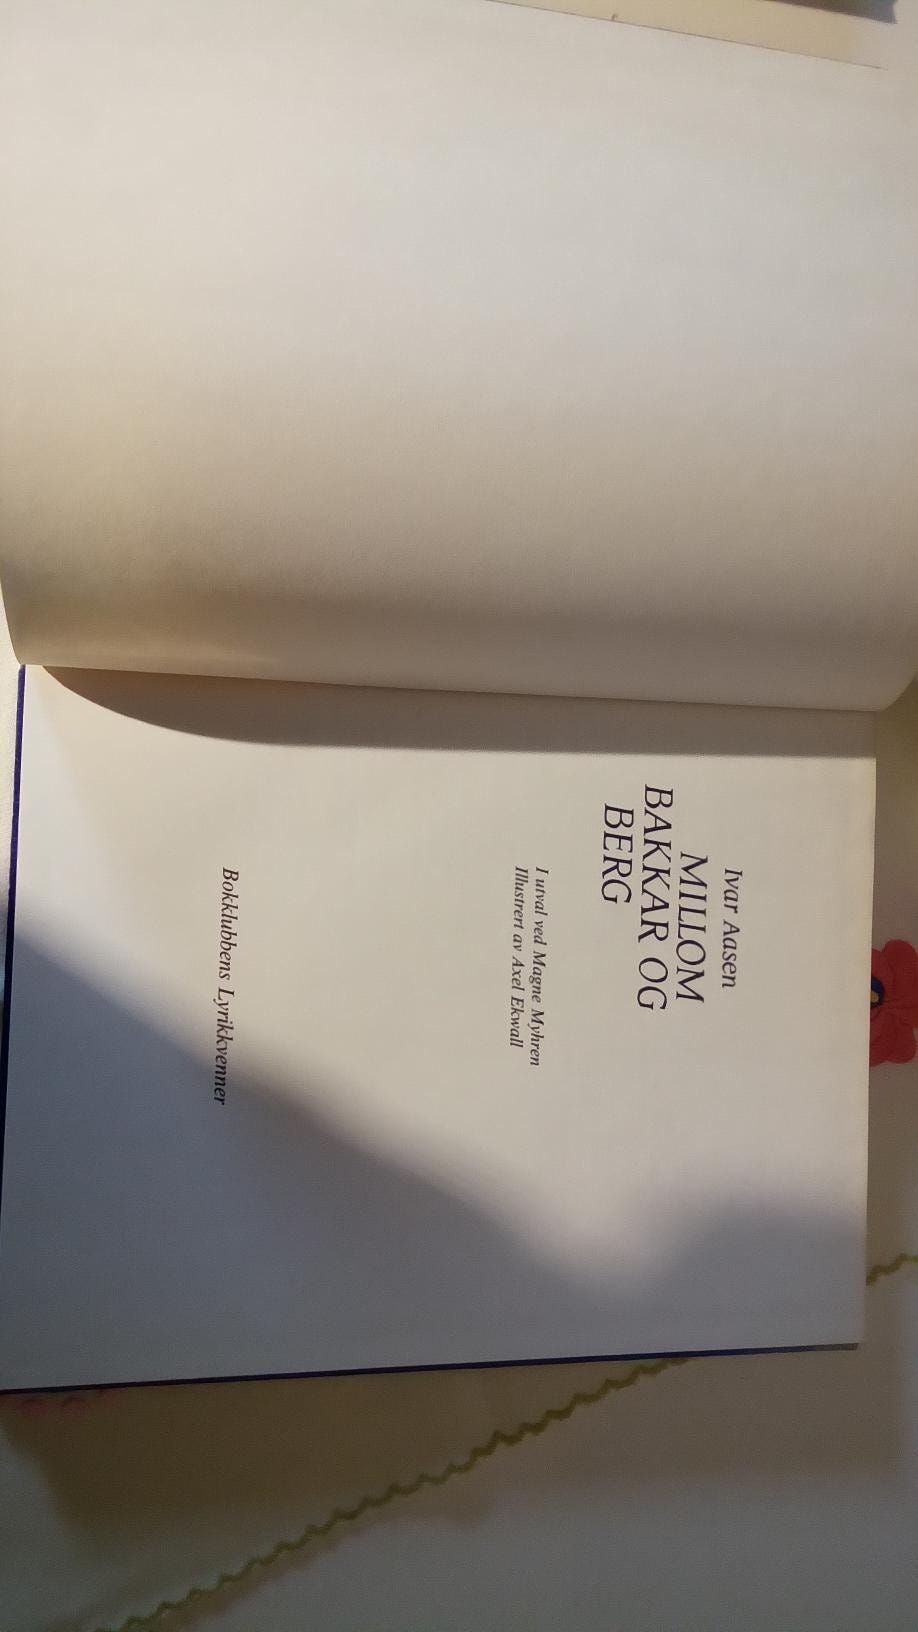 Ivar Aasen
MILLOM
BAKKAR OG
BERG
I utval ved Magne Myhren
Illustrert av Axel Ekwall
Bokklubbens Lyrikkvenner